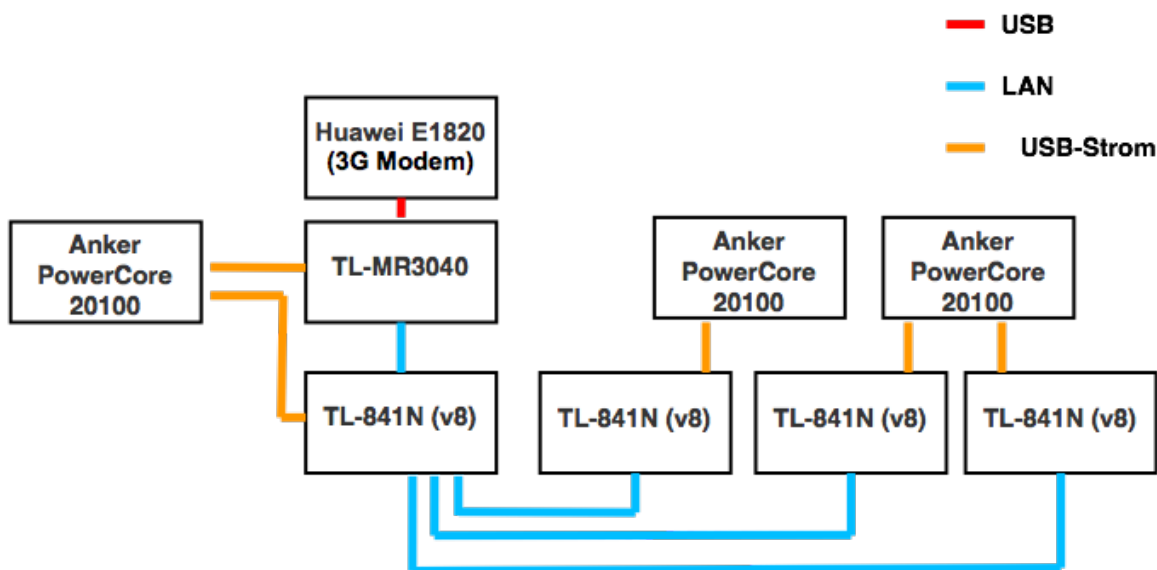 USB
LAN
USB-Strom
Huawei E1820
(3G Modem)
Anker
PowerCore
20100
TL-MR3040
Anker
PowerCore
20100
Anker
PowerCore
20100
TL-841N (v8)
TL-841N (v8)
TL-841N (v8)
TL-841N (v8)